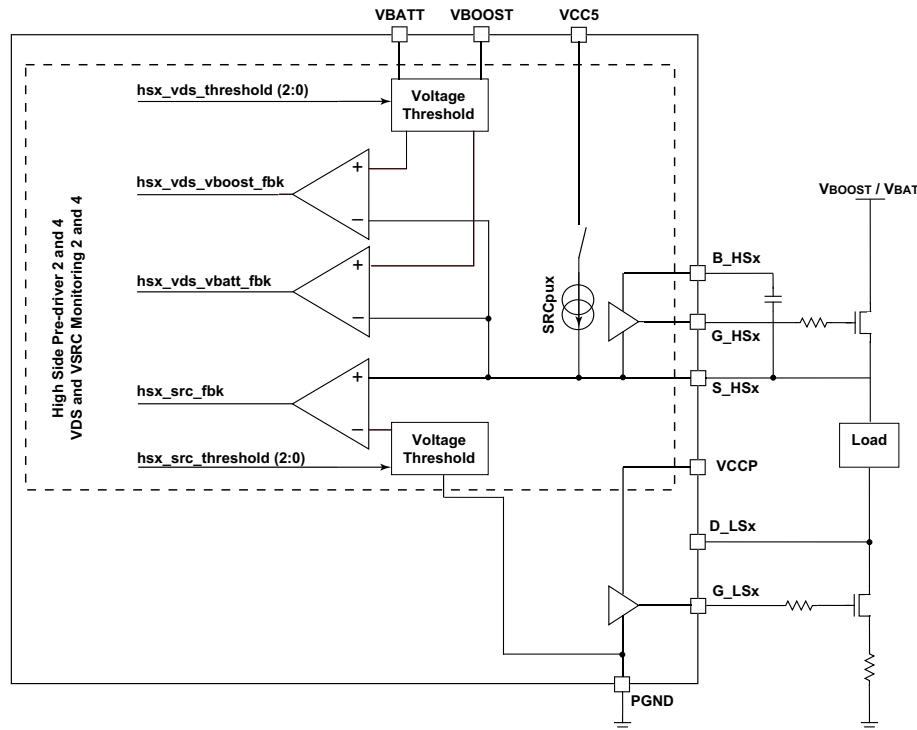 VBATT
VBOOST
VCC5
hsx_vds_threshold (2:0)
Voltage
Threshold
+
hsx_vds_vboost_fbk
−
VBOOST / VBAT
High Side Pre-driver 2 and 4
VDS and VSRC Monitoring 2 and 4
+
hsx_vds_vbatt_fbk
−
SRCpux
B_HSx
G_HSx
S_HSx
+
hsx_src_fbk
−
Voltage
Threshold
hsx_src_threshold (2:0)
Load
VCCP
D_LSx
G_LSx
PGND